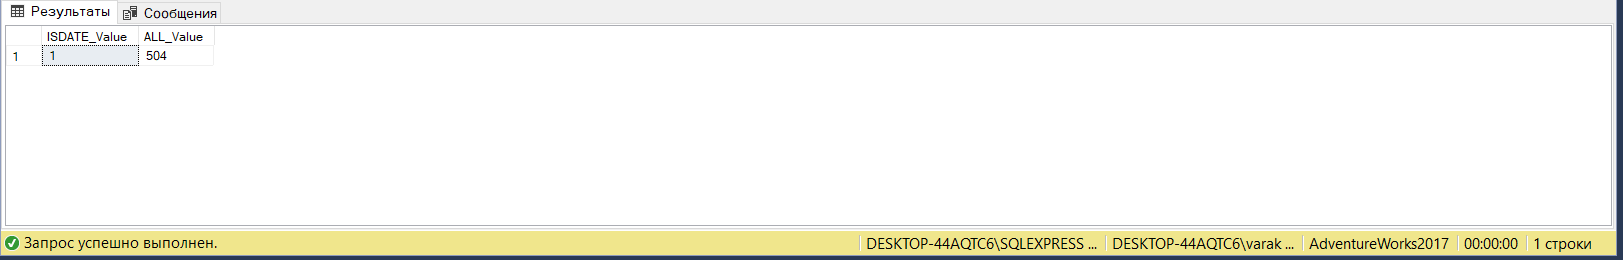 Результаты Сообщения
ISDATE_Value ALL_Value
1 1 504
Запрос успешно выполнен. DESKTOP-44AQTC6\SQLEXPRESS ... DESKTOP-44AQTC6\varak ... AdventureWorks2017 00:00:00 1 строки